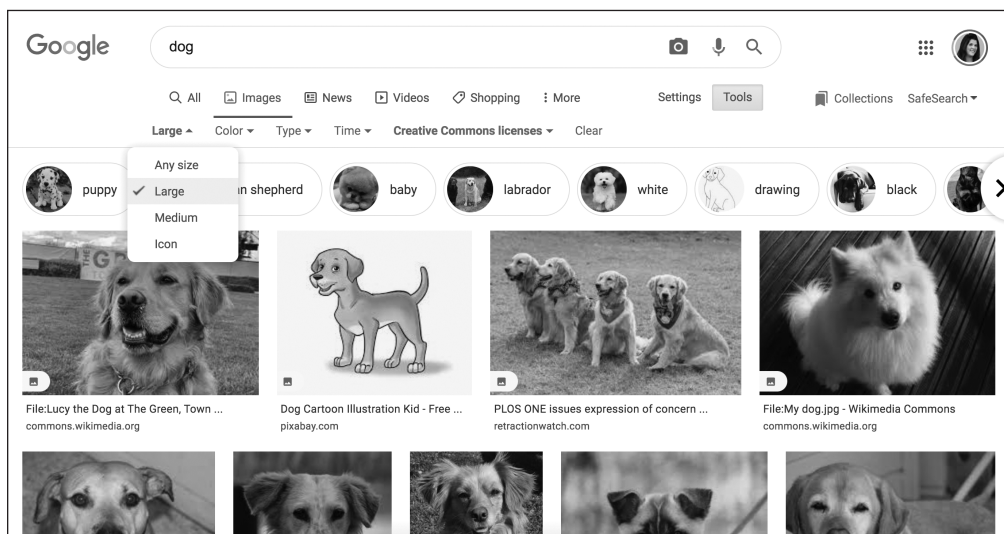 Google
dog
All Images News Videos Shopping More Settings Tools Collections SafeSearch
Large Color Type Time Creative Commons licenses Clear
Any size
Large
Medium
Icon
puppy n shepherd baby labrador white drawing black
File:Lucy the Dog at The Green, Town ...
commons.wikimedia.org
Dog Cartoon Illustration Kid - Free ...
pixabay.com
PLOS ONE issues expression of concern ...
retractionwatch.com
File:My dog.jpg - Wikimedia Commons
commons.wikimedia.org